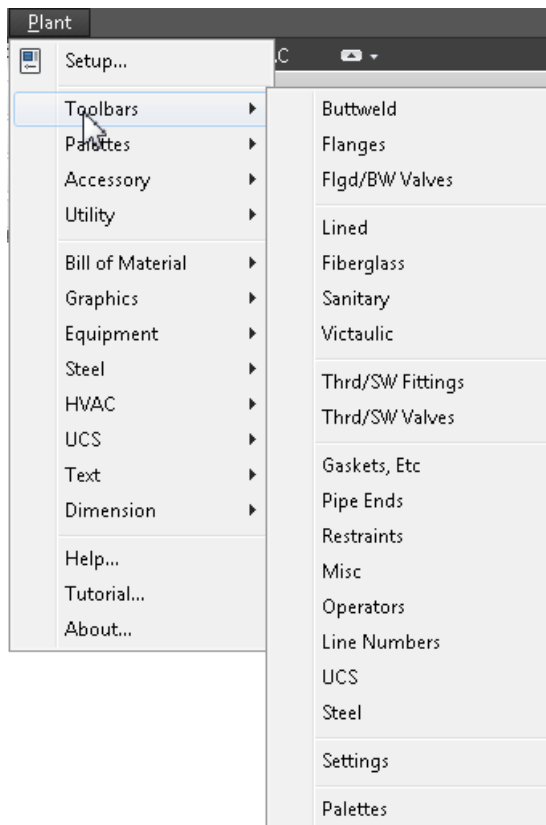 Plant
C
Setup...
Toolbars
Palettes
Accessory
Utility
Bill of Material
Graphics
Equipment
Steel
HVAC
UCS
Text
Dimension
Help...
Tutorial...
About...
Buttweld
Flanges
Flgd/BW Valves
Lined
Fiberglass
Sanitary
Victaulic
Thrd/SW Fittings
Thrd/SW Valves
Gaskets, Etc
Pipe Ends
Restraints
Misc
Operators
Line Numbers
UCS
Steel
Settings
Palettes